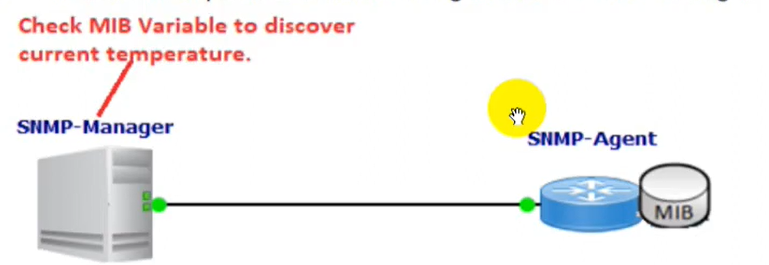 Check MIB Variable to discover
current temperature.
SNMP-Manager
SNMP-Agent
MIB